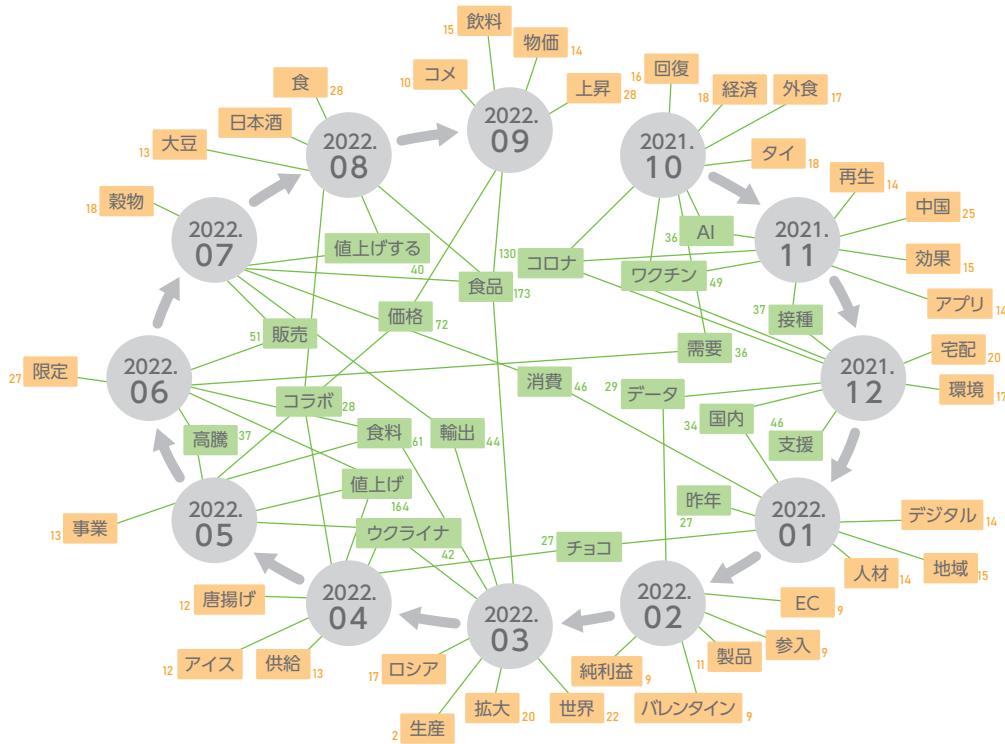 飲料
15
物価
14
コメ
10
上昇
28
2022.
09
食
28
日本酒
大豆
13
2022.
08
穀物
18
2022.
07
回復
16
経済
18
外食
17
タイ
18
2021.
10
再生
14
中国
25
効果
15
アプリ
14
2021.
11
AI
36
コロナ
130
ワクチン
49
接種
37
値上げする
40
食品
173
価格
72
販売
51
需要
36
消費
46
データ
29
宅配
20
環境
17
2021.
12
限定
27
2022.
06
コラボ
28
食料
61
輸出
44
国内
34
支援
46
高騰
37
値上げ
164
昨年
27
事業
13
2022.
05
ウクライナ
42
チョコ
27
2022.
01
デジタル
14
地域
15
人材
14
唐揚げ
12
2022.
04
アイス
12
供給
13
2022.
03
ロシア
17
生産
2
拡大
20
世界
22
2022.
02
EC
9
参入
9
製品
11
純利益
9
バレンタイン
9